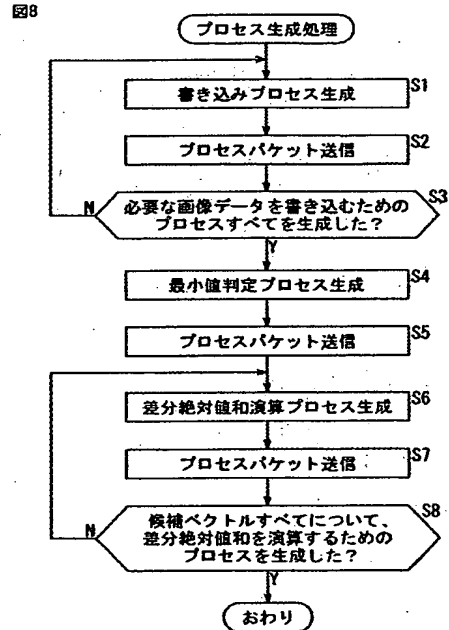 図8
プロセス生成処理
書き込みプロセス生成
S1
プロセスパケット送信
S2
必要な画像データを書き込むための
プロセスすべてを生成した?
S3
N
Y
最小値判定プロセス生成
S4
プロセスパケット送信
S5
差分絶対値和演算プロセス生成
S6
プロセスパケット送信
S7
候補ベクトルすべてについて、
差分絶対値和を演算するための
プロセスを生成した?
S8
N
Y
おわり